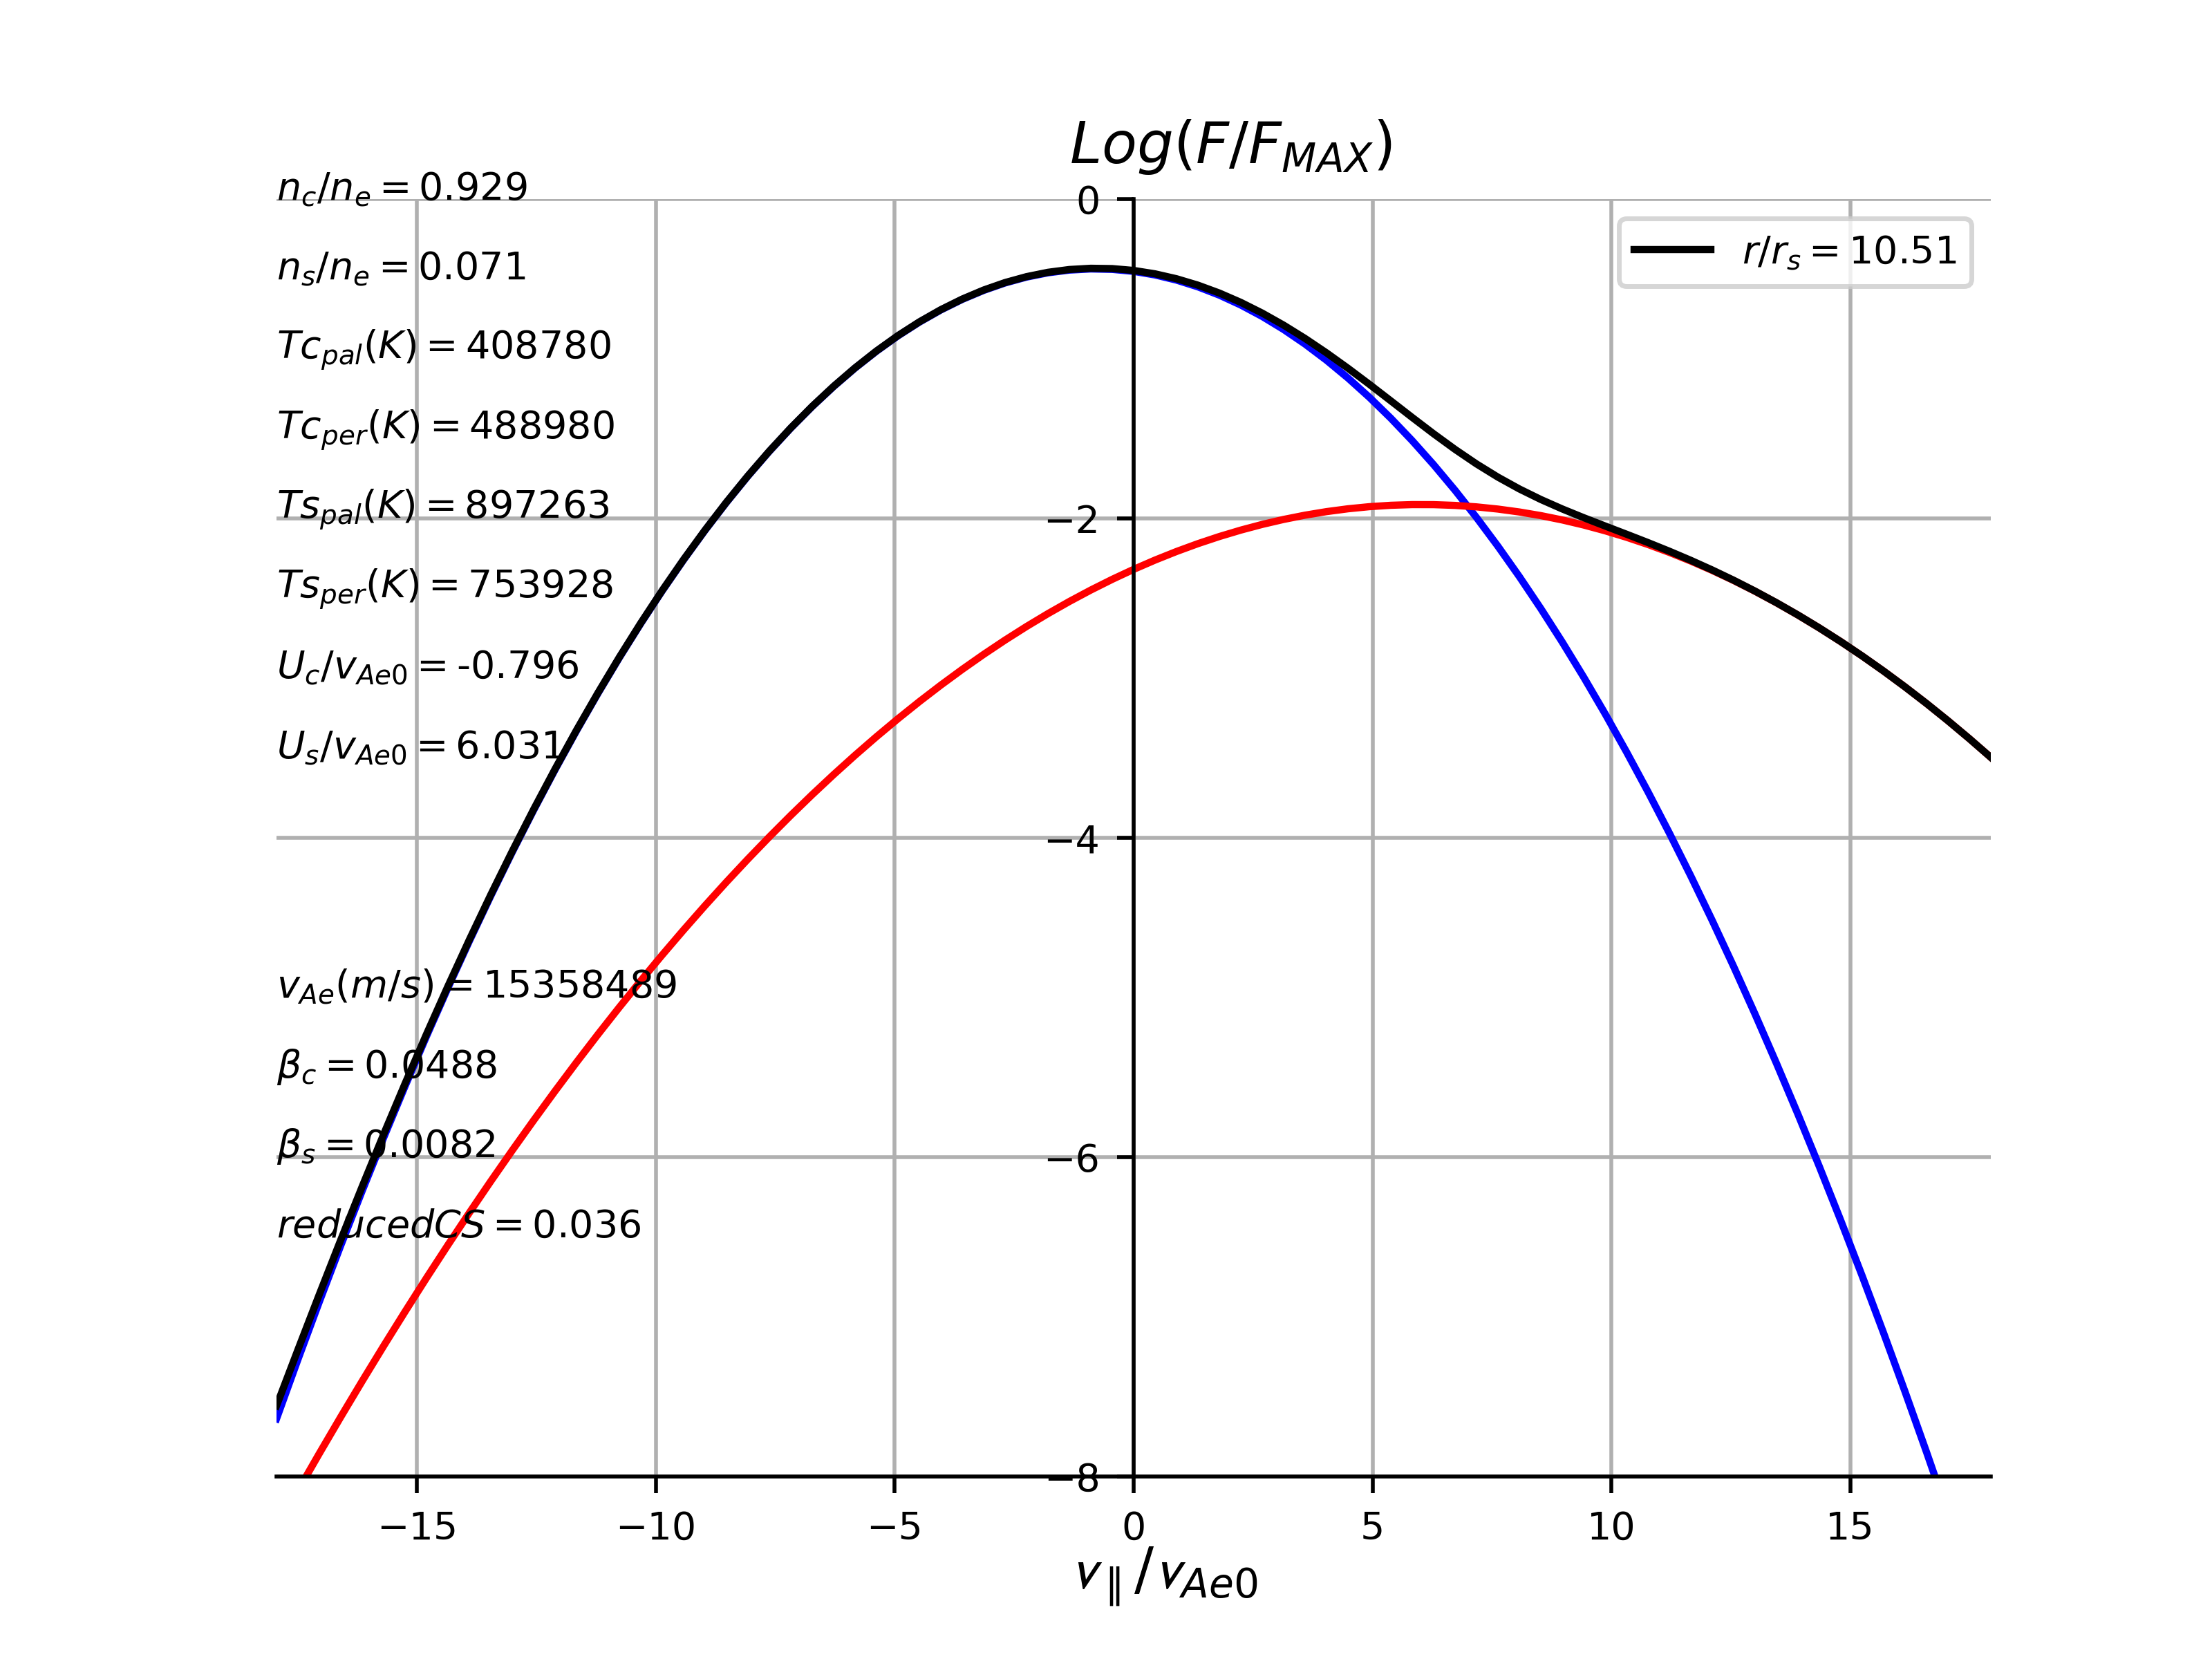 Log(F/F_MAX)
n_c/n_e = 0.929
0
r/r_s = 10.51
n_s/n_e = 0.071
Tc_pal(K) = 408780
Tc_per(K) = 488980
Ts_pal(K) = 897263
−2
Ts_per(K) = 753928
U_c/v_Ae0 = -0.796
U_s/v_Ae0 = 6.031
−4
v_Ae(m/s) = 15358489
β_c = 0.0488
β_s = 0.0082
−6
reducedCS = 0.036
−8
−15 −10 −5 0 5 10 15
v_∥/v_Ae0